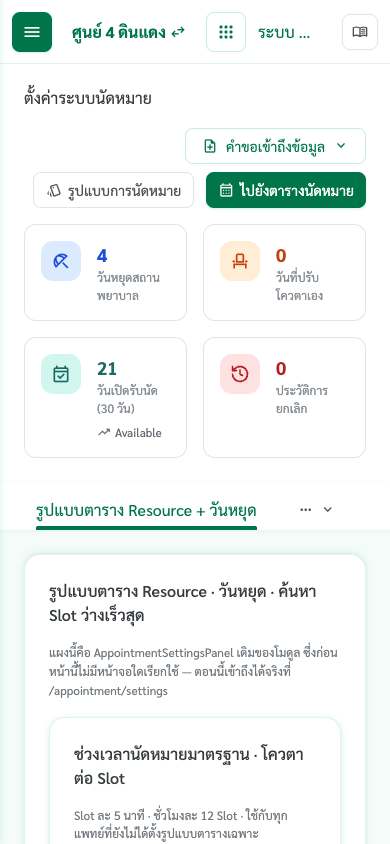 ศูนย์ 4 ดินแดง
ระบบ ...
ตั้งค่าระบบนัดหมาย
คำขอเข้าถึงข้อมูล
รูปแบบการนัดหมาย
ไปยังตารางนัดหมาย
4
วันหยุดสถาน
พยาบาล
0
วันที่ปรับ
โควตาเอง
21
วันเปิดรับนัด
(30 วัน)
Available
0
ประวัติการ
ยกเลิก
รูปแบบตาราง Resource + วันหยุด
รูปแบบตาราง Resource · วันหยุด · ค้นหา
Slot ว่างเร็วสุด
แผงนี้คือ AppointmentSettingsPanel เดิมของโมดูล ซึ่งก่อน
หน้านี้ไม่มีหน้าจอใดเรียกใช้ — ตอนนี้เข้าถึงได้จริงที่
/appointment/settings
ช่วงเวลานัดหมายมาตรฐาน · โควตา
ต่อ Slot
Slot ละ 5 นาที · ชั่วโมงละ 12 Slot · ใช้กับทุก
แพทย์ที่ยังไม่ได้ตั้งรูปแบบตารางเฉพาะ